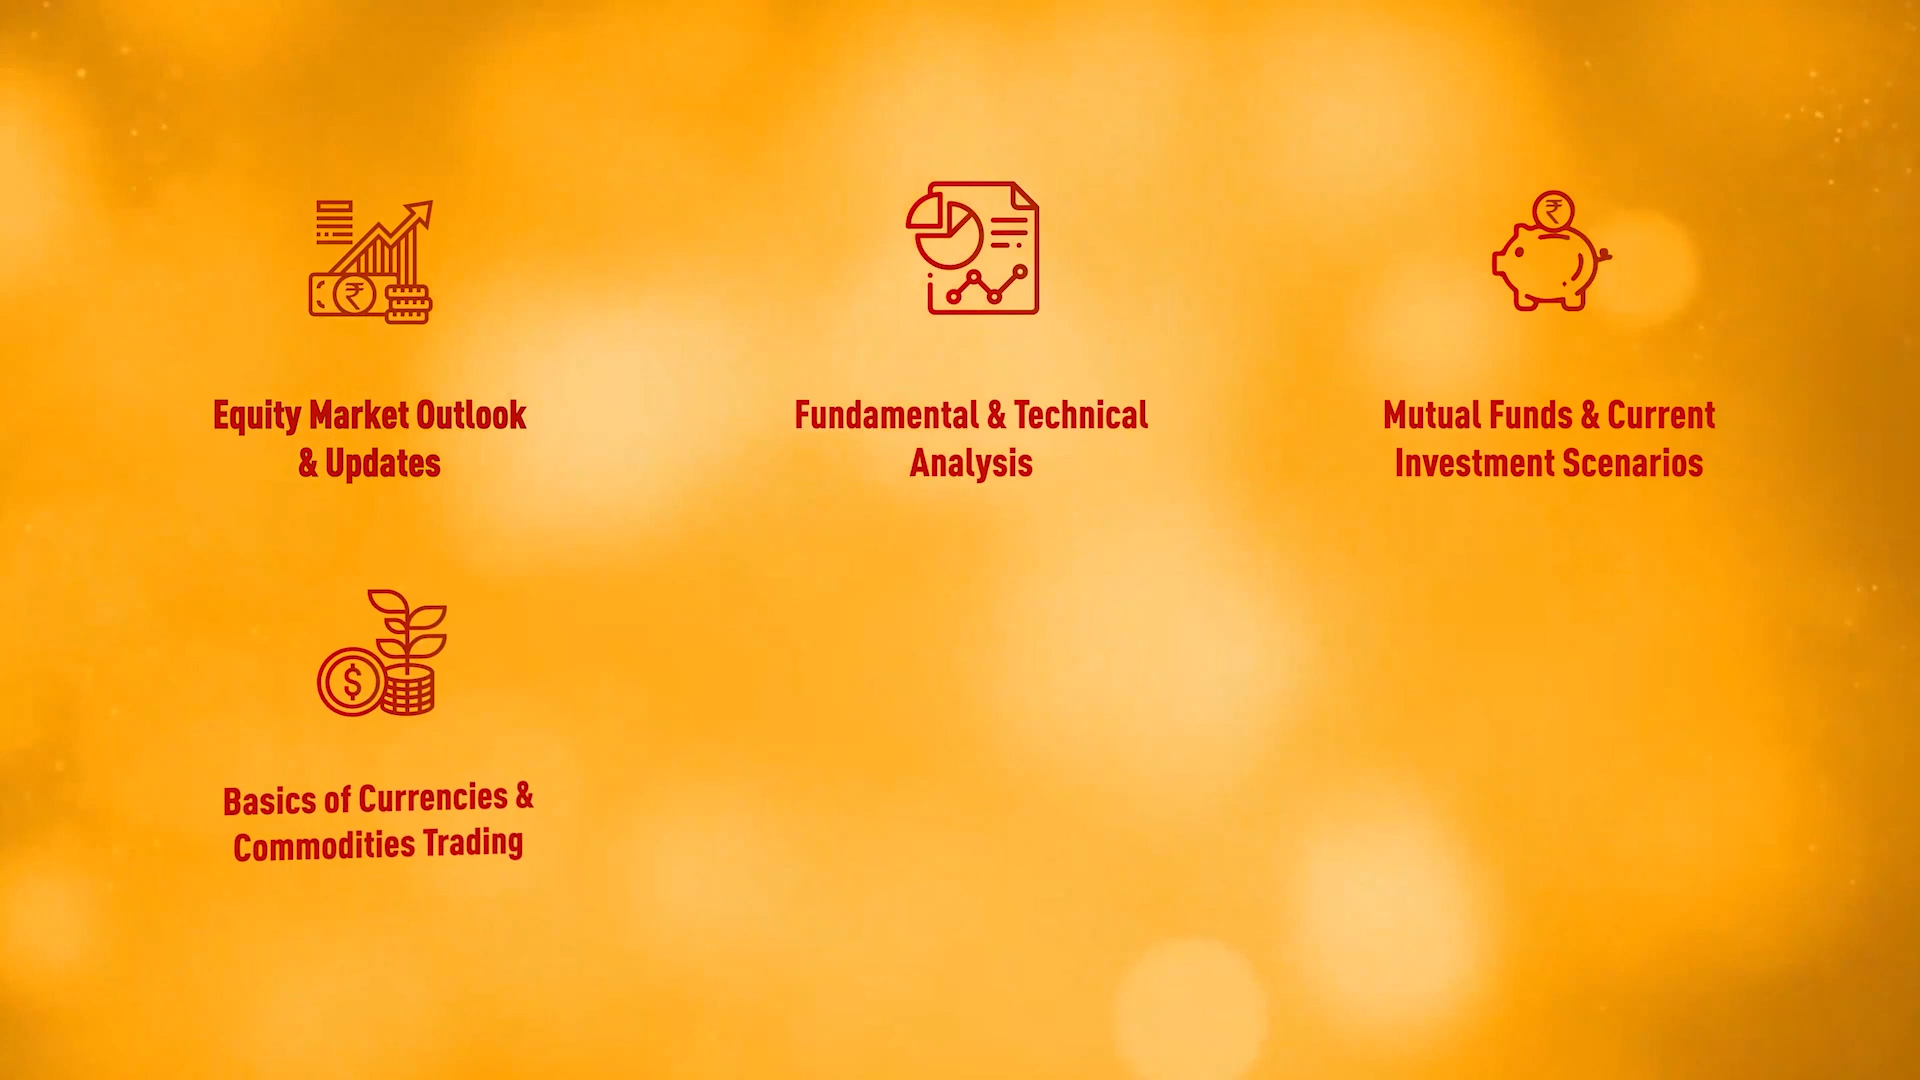 Equity Market Outlook
& Updates
Fundamental & Technical
Analysis
Mutual Funds & Current
Investment Scenarios
Basics of Currencies &
Commodities Trading